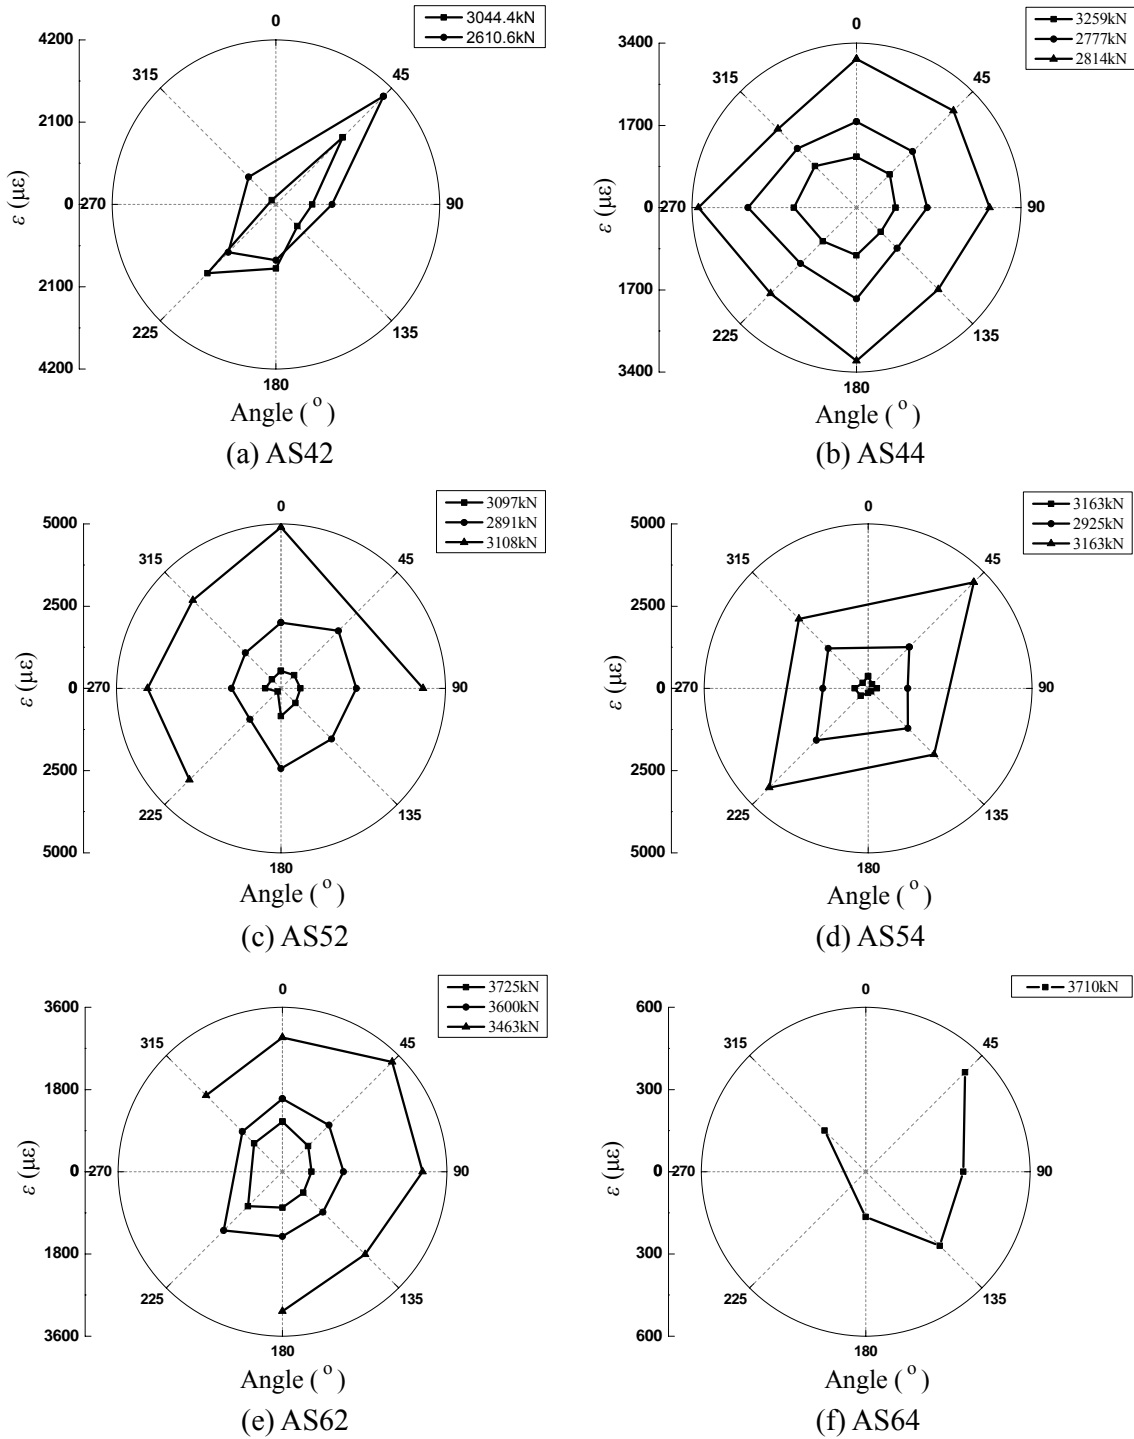 3044.4kN
2610.6kN
0
45
90
135
180
225
270
315
4200
2100
0
2100
4200
ε (με)
Angle ( o )
(a) AS42
3259kN
2777kN
2814kN
0
45
90
135
180
225
270
315
3400
1700
0
1700
3400
ε (με)
Angle ( o )
(b) AS44
3097kN
2891kN
3108kN
0
45
90
135
180
225
270
315
5000
2500
0
2500
5000
ε (με)
Angle ( o )
(c) AS52
3163kN
2925kN
3163kN
0
45
90
135
180
225
270
315
5000
2500
0
2500
5000
ε (με)
Angle ( o )
(d) AS54
3725kN
3600kN
3463kN
0
45
90
135
180
225
270
315
3600
1800
0
1800
3600
ε (με)
Angle ( o )
(e) AS62
3710kN
0
45
90
135
180
225
270
315
600
300
0
300
600
ε (με)
Angle ( o )
(f) AS64